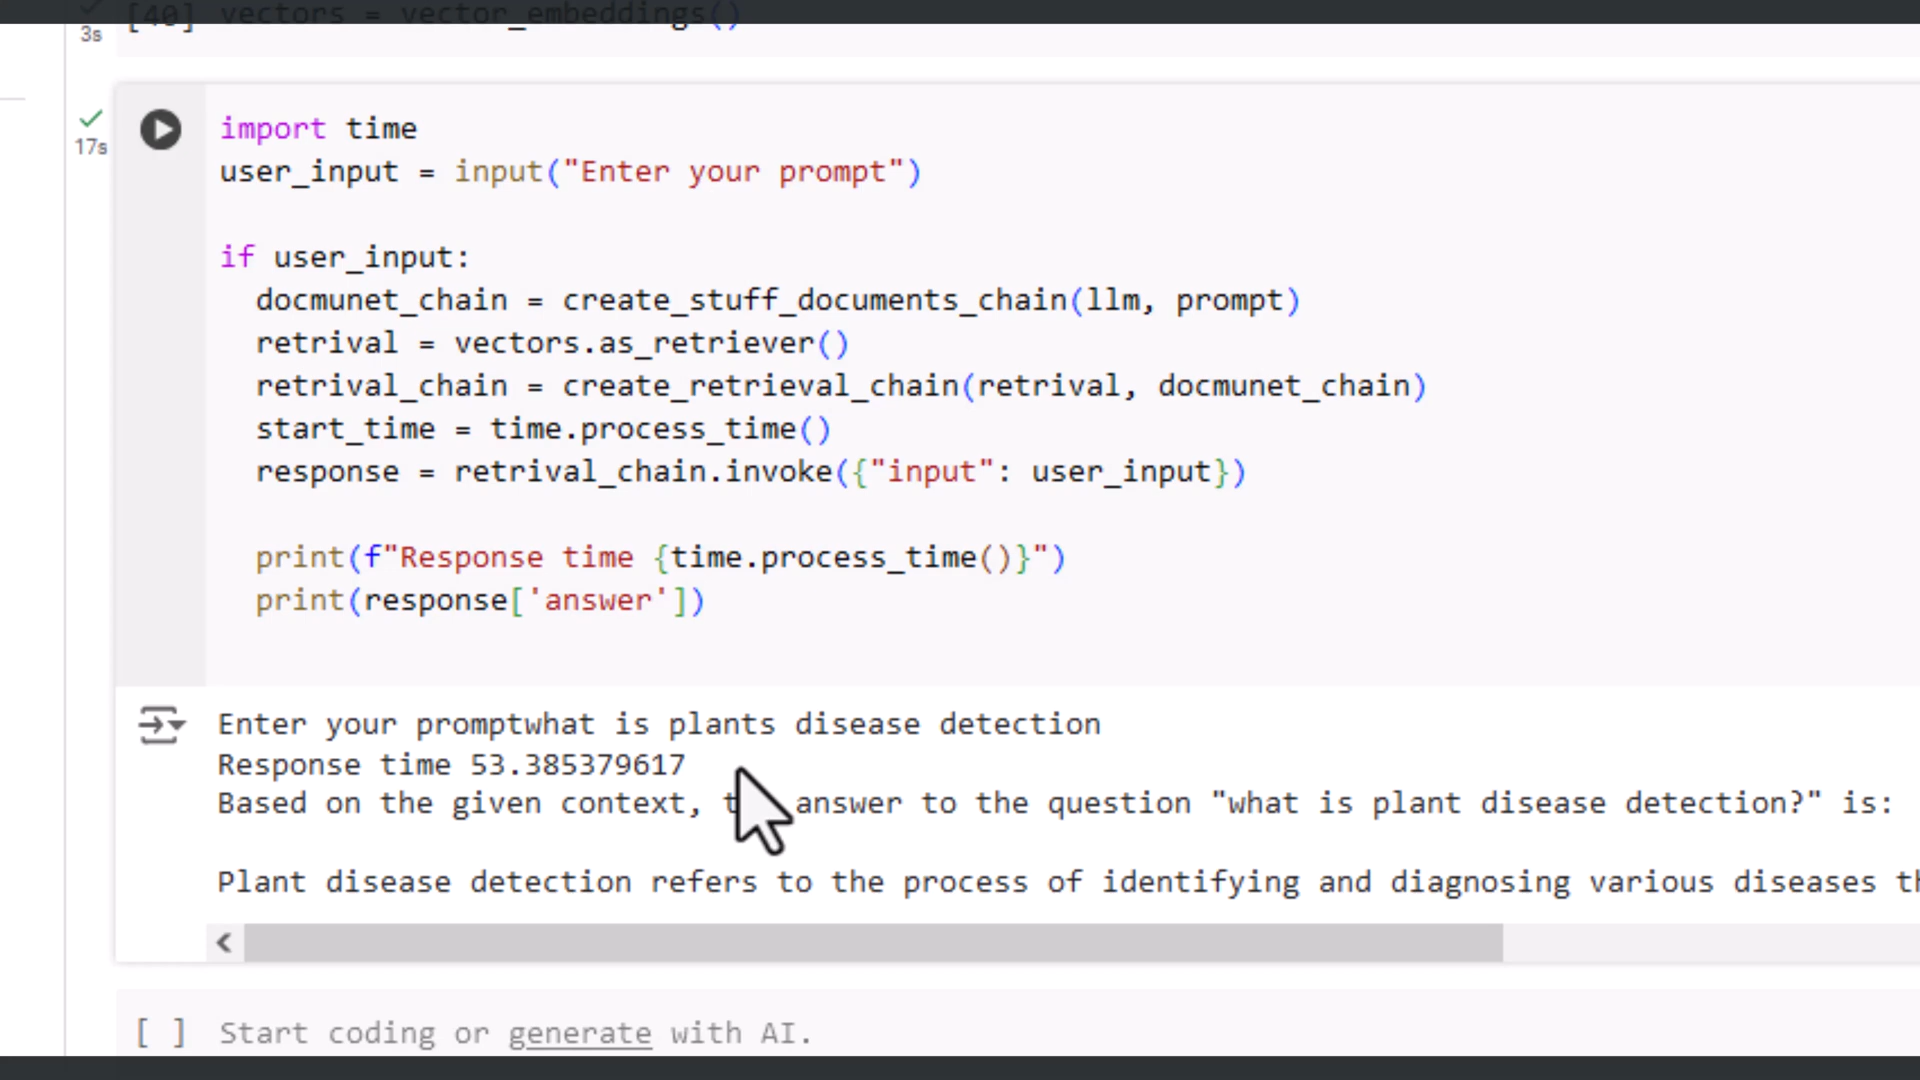 [40] vectors = vector_embeddings()
3s
17s
import time
user_input = input("Enter your prompt")
if user_input:
  docmunet_chain = create_stuff_documents_chain(llm, prompt)
  retrival = vectors.as_retriever()
  retrival_chain = create_retrieval_chain(retrival, docmunet_chain)
  start_time = time.process_time()
  response = retrival_chain.invoke({"input": user_input})
  print(f"Response time {time.process_time()}")
  print(response['answer'])
Enter your promptwhat is plants disease detection
Response time 53.385379617
Based on the given context, answer to the question "what is plant disease detection?" is:
Plant disease detection refers to the process of identifying and diagnosing various diseases
[ ] Start coding or generate with AI.